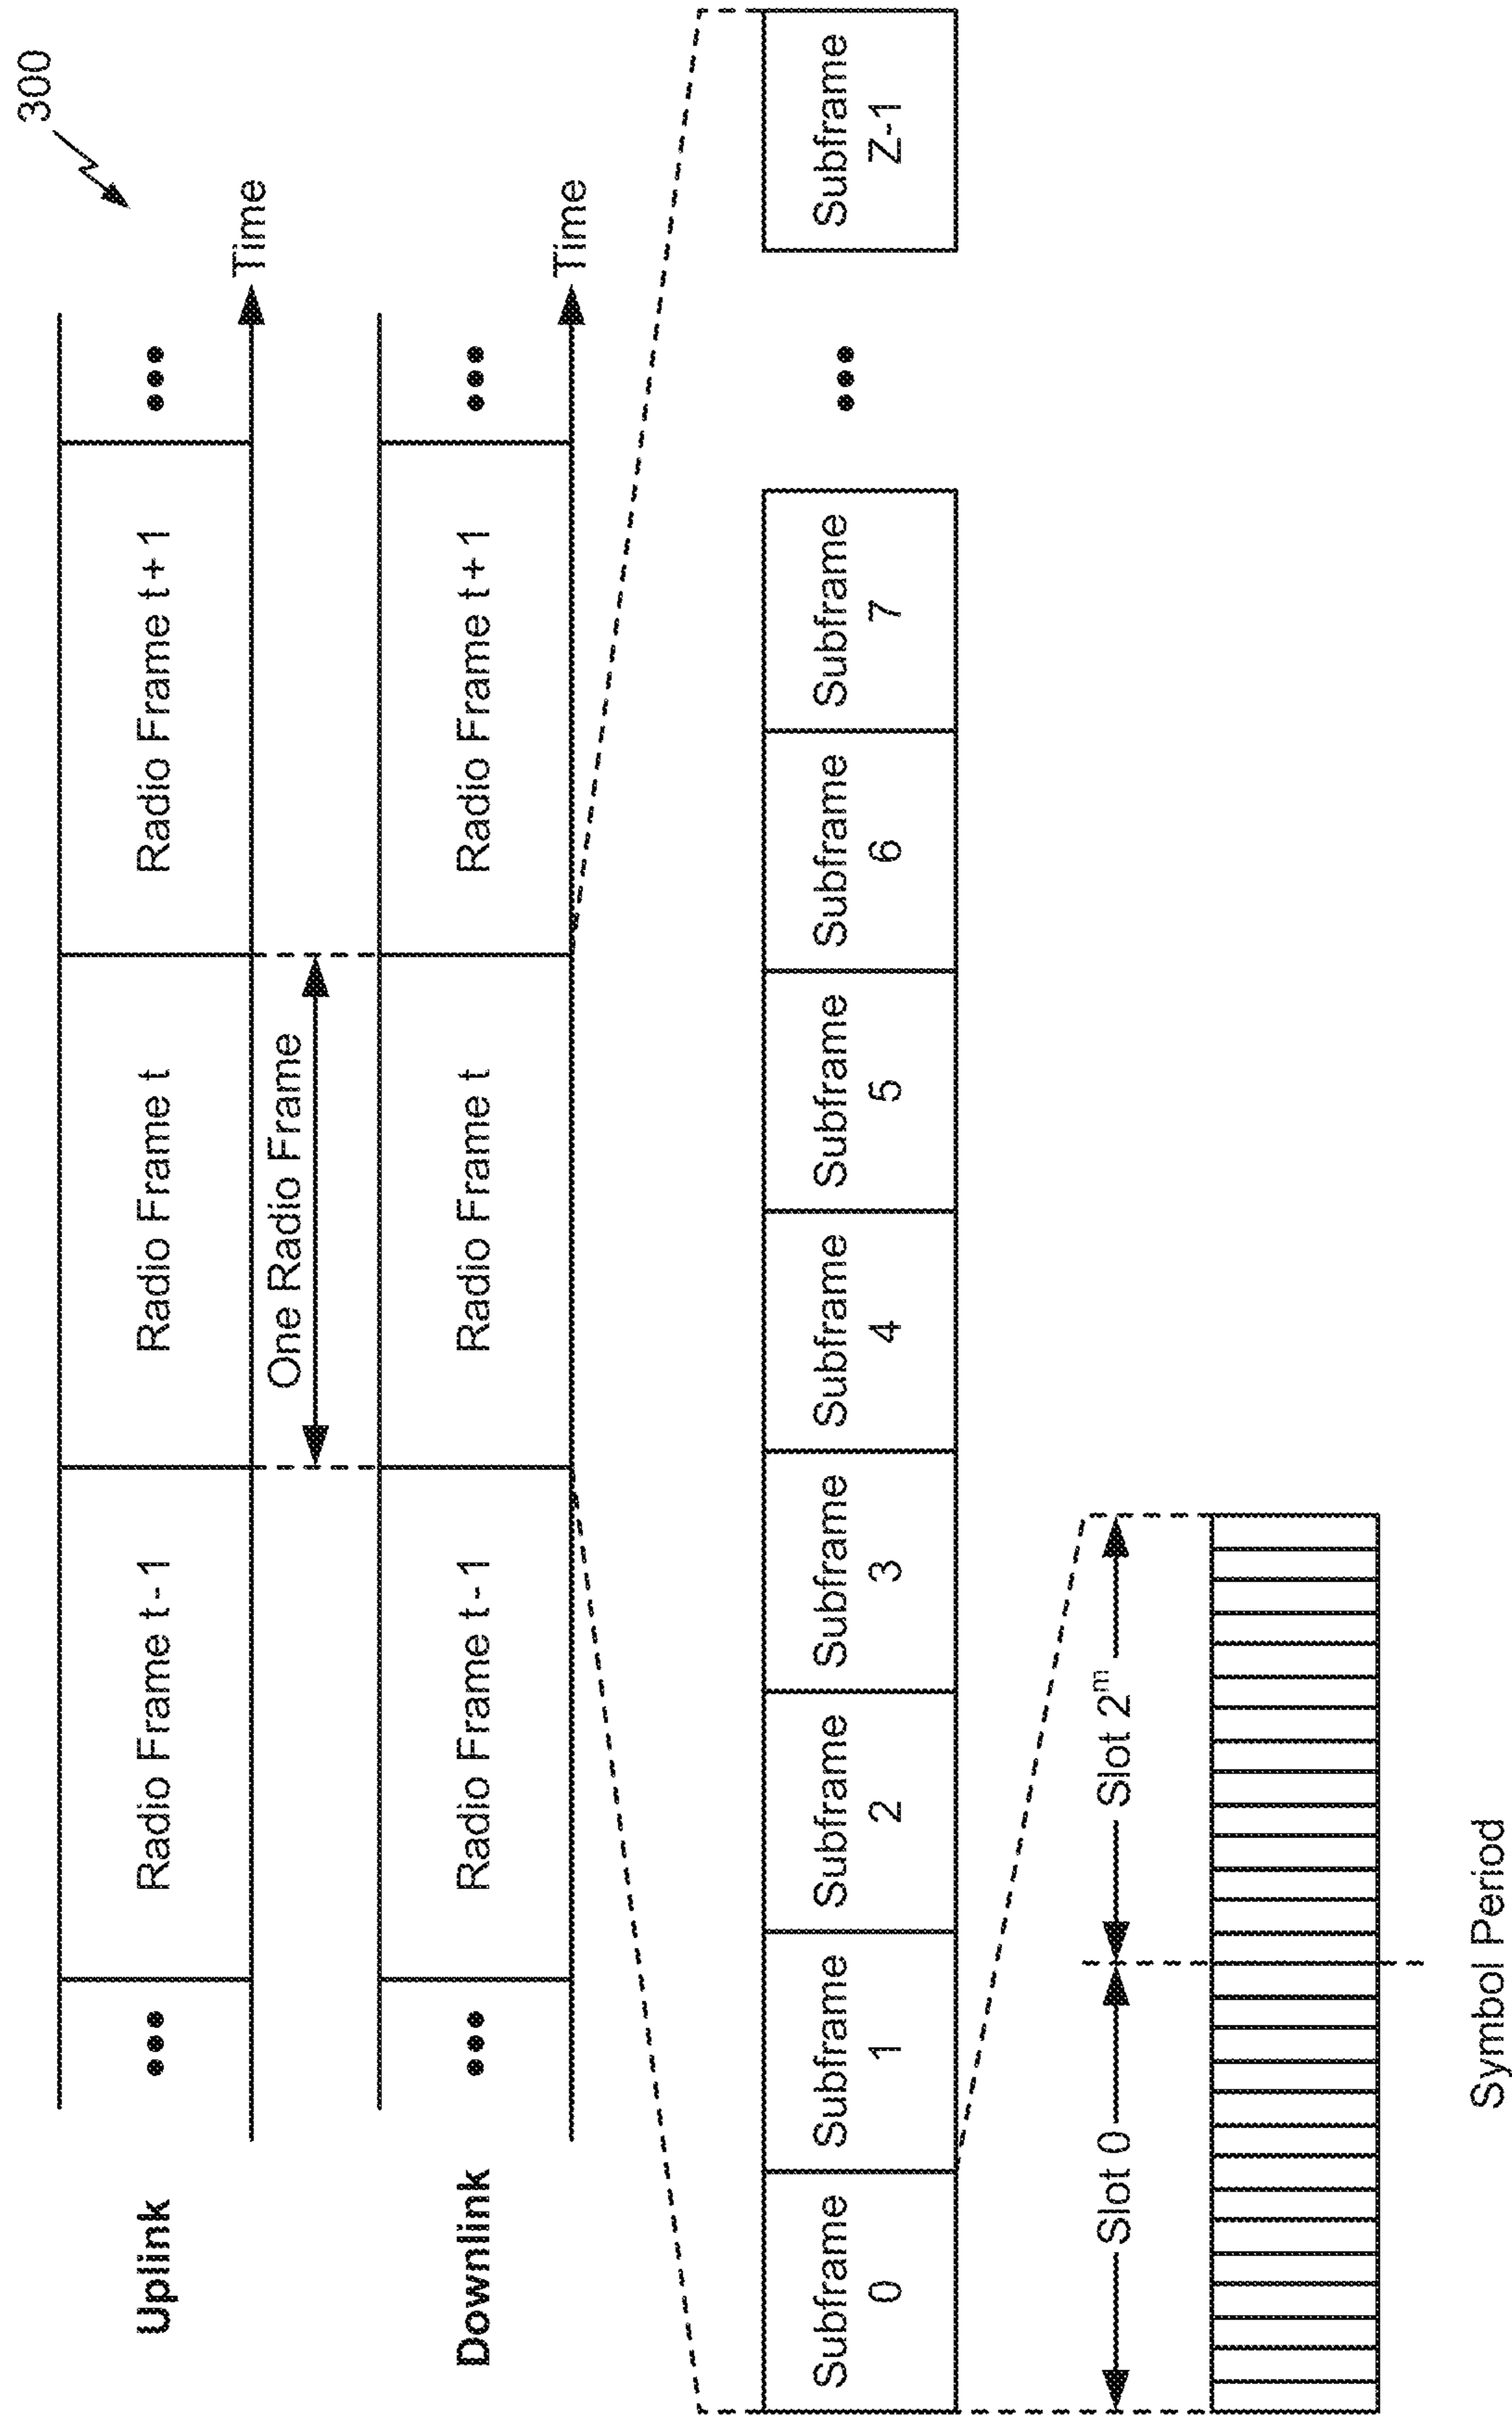 300
Uplink
•••
Radio Frame t - 1
Radio Frame t
Radio Frame t + 1
•••
Time
One Radio Frame
Downlink
•••
Radio Frame t - 1
Radio Frame t
Radio Frame t + 1
•••
Time
Subframe
0
Subframe
1
Subframe
2
Subframe
3
Subframe
4
Subframe
5
Subframe
6
Subframe
7
•••
Subframe
Z-1
Slot 0
Slot 2ᵐ
Symbol Period